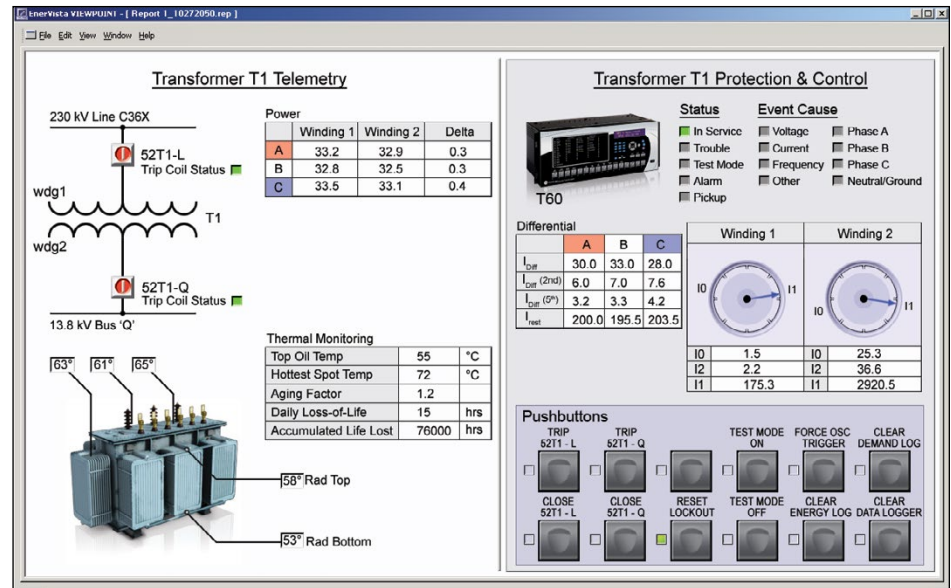 EnerVista VIEWPOINT - [ Report 1_10272050.rep ]
File Edit View Window Help
Transformer T1 Telemetry
230 kV Line C36X
52T1-L
Trip Coil Status
wdg1
T1
wdg2
52T1-Q
Trip Coil Status
13.8 kV Bus 'Q'
Power
Winding 1 Winding 2 Delta
A 33.2 32.9 0.3
B 32.8 32.5 0.3
C 33.5 33.1 0.4
Thermal Monitoring
Top Oil Temp 55 °C
Hottest Spot Temp 72 °C
Aging Factor 1.2
Daily Loss-of-Life 15 hrs
Accumulated Life Lost 76000 hrs
63° 61° 65°
58° Rad Top
53° Rad Bottom
Transformer T1 Protection & Control
T60
Status
In Service
Trouble
Test Mode
Alarm
Pickup
Event Cause
Voltage Phase A
Current Phase B
Frequency Phase C
Other Neutral/Ground
Differential
A B C
IDiff 30.0 33.0 28.0
IDiff (2nd) 6.0 7.0 7.6
IDiff (5th) 3.2 3.3 4.2
Irest 200.0 195.5 203.5
Winding 1 Winding 2
I0 I1 I0 I1
I0 1.5 I0 25.3
I2 2.2 I2 36.6
I1 175.3 I1 2920.5
Pushbuttons
TRIP TRIP TEST MODE FORCE OSC CLEAR
52T1 - L 52T1 - Q ON TRIGGER DEMAND LOG
CLOSE CLOSE RESET TEST MODE CLEAR CLEAR
52T1 - L 52T1 - Q LOCKOUT OFF ENERGY LOG DATA LOGGER